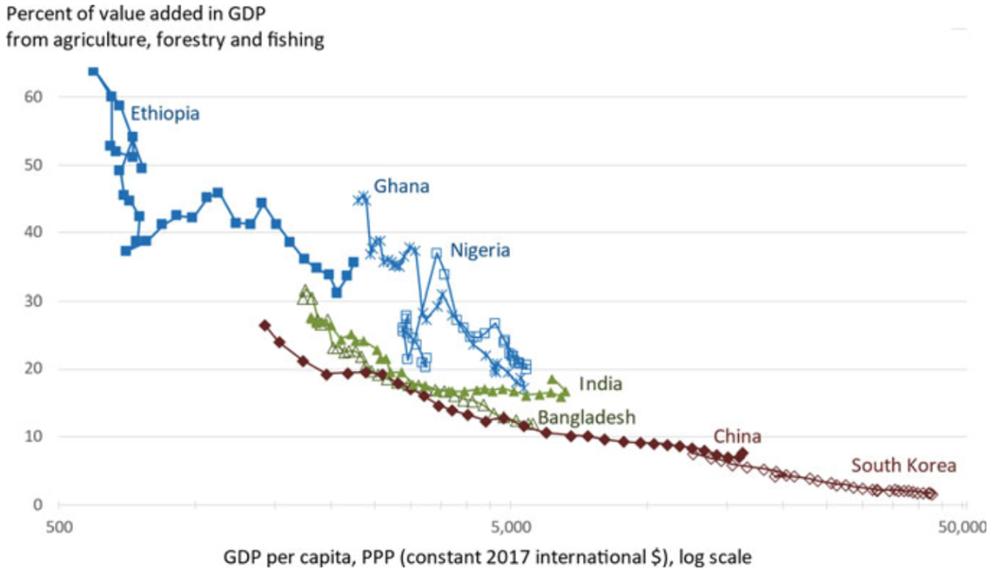 Percent of value added in GDP
from agriculture, forestry and fishing
60
Ethiopia
50
Ghana
40
Nigeria
30
20
India
Bangladesh
10
China
South Korea
0
500
5,000
50,000
GDP per capita, PPP (constant 2017 international $), log scale